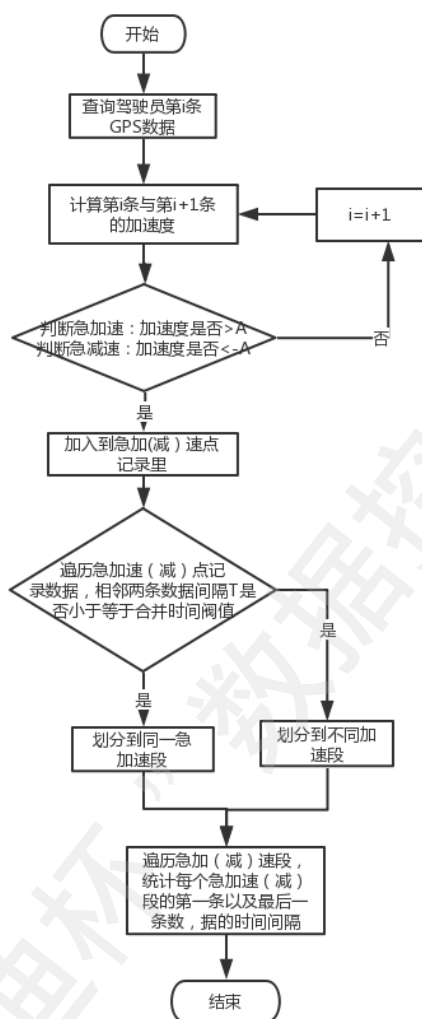 开始
查询驾驶员第i条
GPS数据
计算第i条与第i+1条
的加速度
i=i+1
判断急加速：加速度是否>A
判断急减速：加速度是否<-A
否
是
加入到急加(减）速点
记录里
遍历急加速（减）点记
录数据，相邻两条数据间隔T是
否小于等于合并时间阀值
是
是
划分到同一急
加速段
划分到不同加
速段
遍历急加（减）速段，
统计每个急加速（减）
段的第一条以及最后一
条数，据的时间间隔
结束
迪杯
数据挖